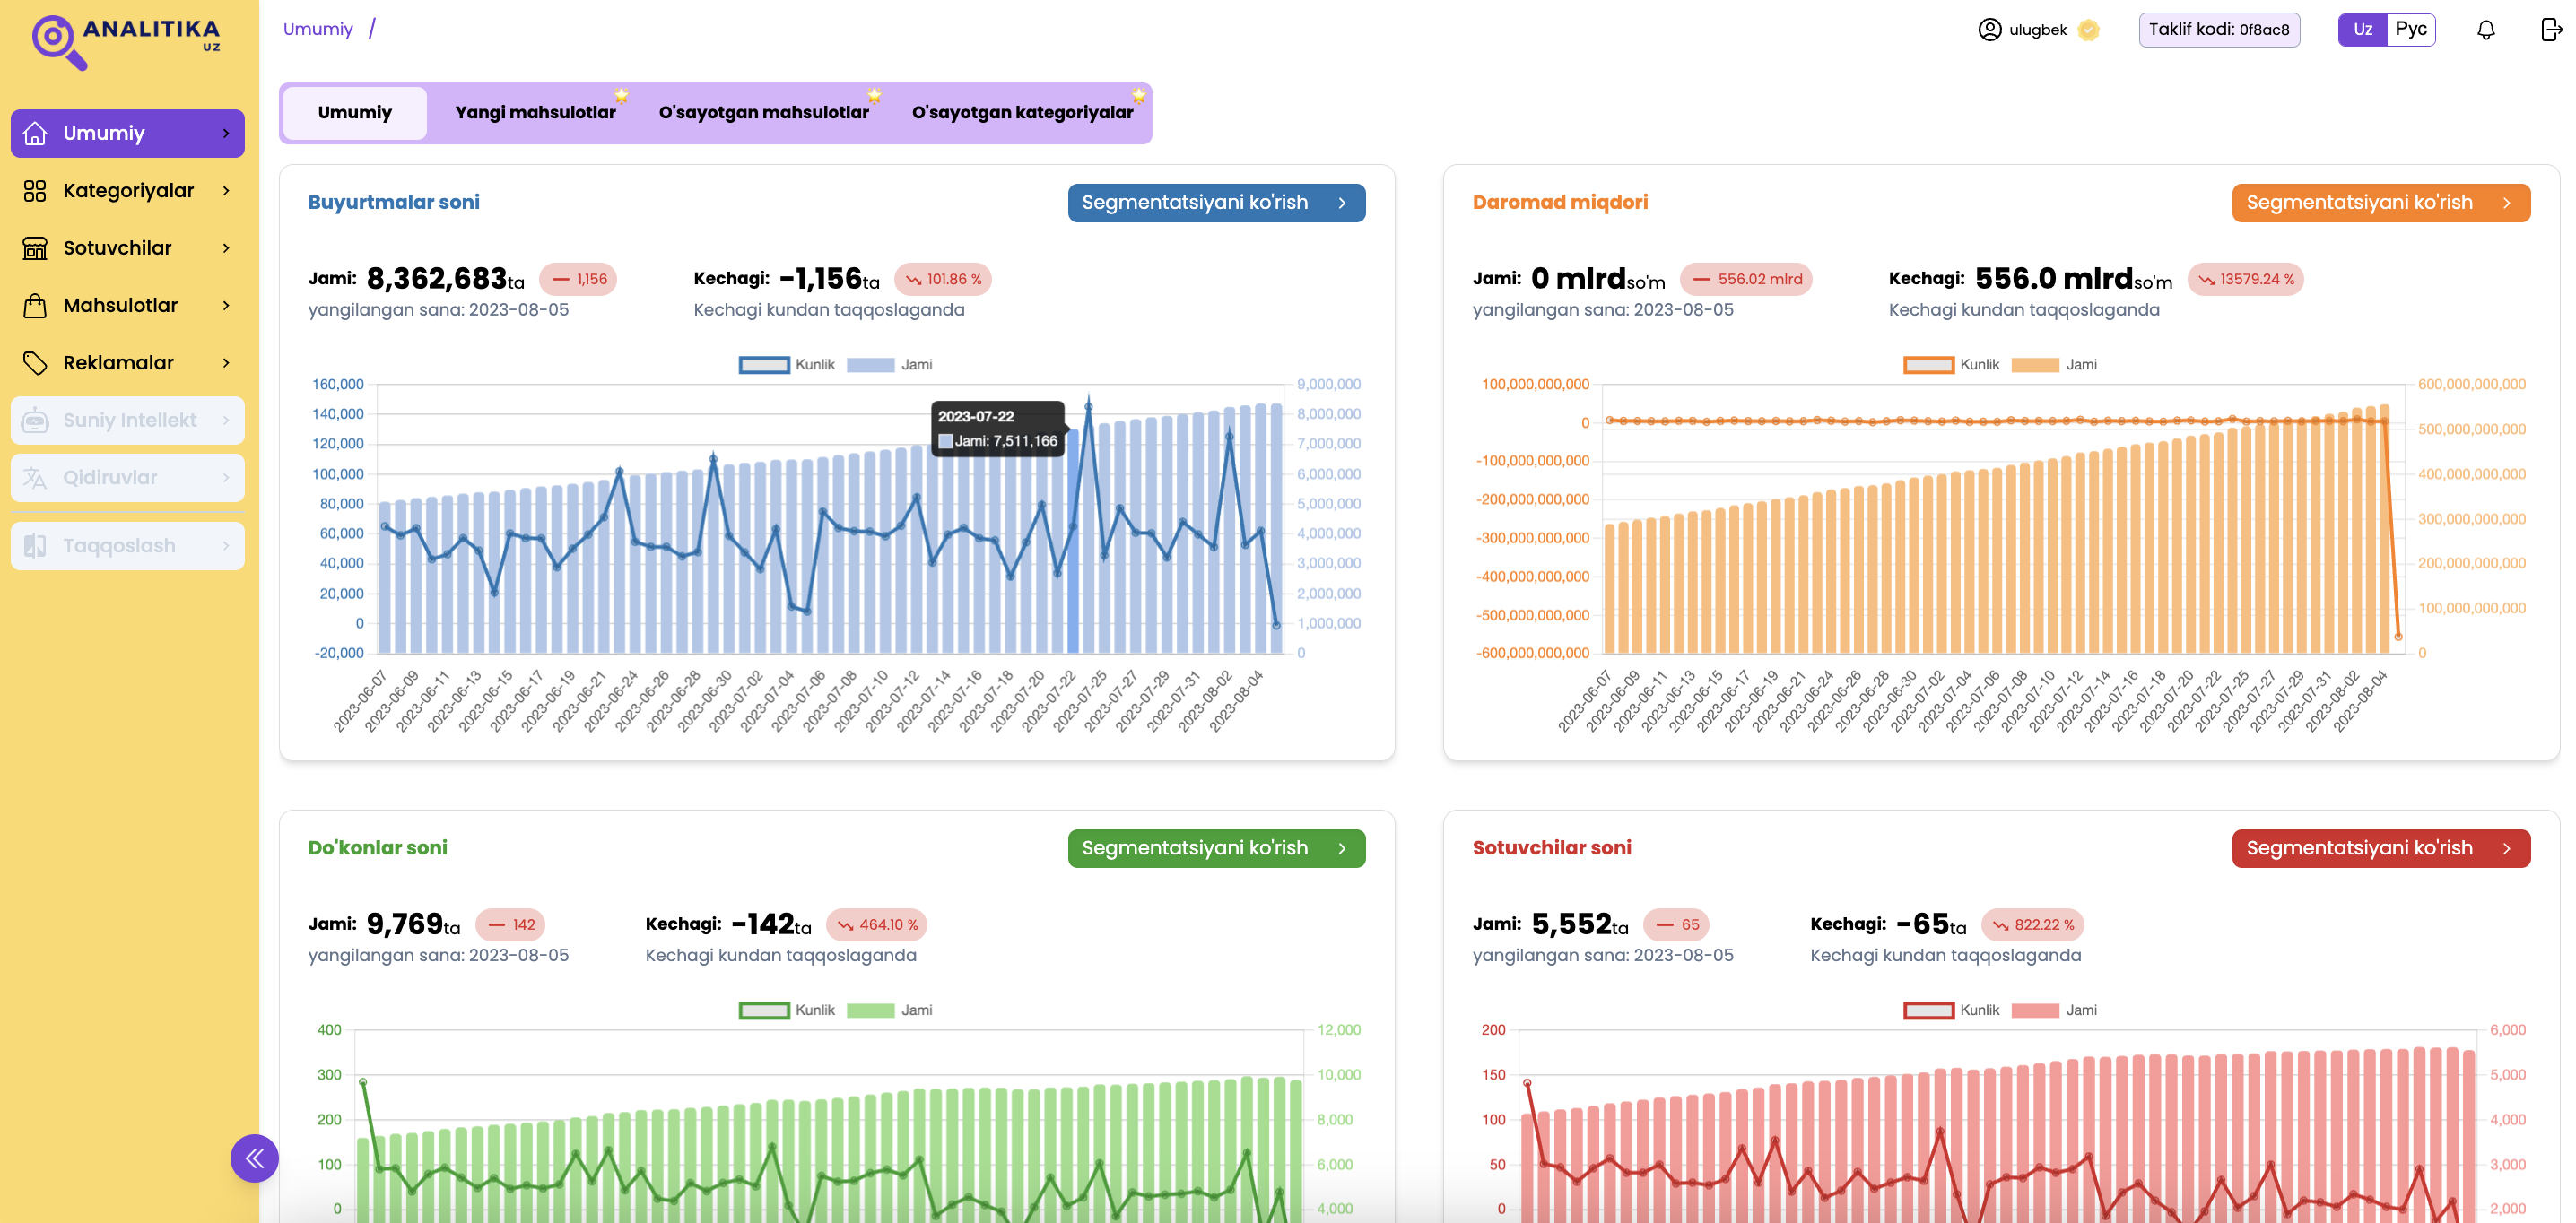 ANALITIKA
UZ
Umumiy
Kategoriyalar
Sotuvchilar
Mahsulotlar
Reklamalar
Suniy Intellekt
Qidiruvlar
Taqqoslash
Umumiy /
ulugbek
Taklif kodi: 0f8ac8
Uz Рус
Umumiy Yangi mahsulotlar O'sayotgan mahsulotlar O'sayotgan kategoriyalar
Buyurtmalar soni
Segmentatsiyani ko'rish
Jami: 8,362,683ta — 1,156
yangilangan sana: 2023-08-05
Kechagi: -1,156ta 101.86 %
Kechagi kundan taqqoslaganda
Kunlik Jami
160,000
140,000
120,000
100,000
80,000
60,000
40,000
20,000
0
-20,000
9,000,000
8,000,000
7,000,000
6,000,000
5,000,000
4,000,000
3,000,000
2,000,000
1,000,000
0
2023-07-22
Jami: 7,511,166
2023-06-07
2023-06-09
2023-06-11
2023-06-13
2023-06-15
2023-06-17
2023-06-19
2023-06-21
2023-06-24
2023-06-26
2023-06-28
2023-06-30
2023-07-02
2023-07-04
2023-07-06
2023-07-08
2023-07-10
2023-07-12
2023-07-14
2023-07-16
2023-07-18
2023-07-20
2023-07-22
2023-07-25
2023-07-27
2023-07-29
2023-07-31
2023-08-02
2023-08-04
Daromad miqdori
Segmentatsiyani ko'rish
Jami: 0 mlrdso'm — 556.02 mlrd
yangilangan sana: 2023-08-05
Kechagi: 556.0 mlrdso'm 13579.24 %
Kechagi kundan taqqoslaganda
Kunlik Jami
100,000,000,000
0
-100,000,000,000
-200,000,000,000
-300,000,000,000
-400,000,000,000
-500,000,000,000
-600,000,000,000
600,000,000,000
500,000,000,000
400,000,000,000
300,000,000,000
200,000,000,000
100,000,000,000
0
2023-06-07
2023-06-09
2023-06-11
2023-06-13
2023-06-15
2023-06-17
2023-06-19
2023-06-21
2023-06-24
2023-06-26
2023-06-28
2023-06-30
2023-07-02
2023-07-04
2023-07-06
2023-07-08
2023-07-10
2023-07-12
2023-07-14
2023-07-16
2023-07-18
2023-07-20
2023-07-22
2023-07-25
2023-07-27
2023-07-29
2023-07-31
2023-08-02
2023-08-04
Do'konlar soni
Segmentatsiyani ko'rish
Jami: 9,769ta — 142
yangilangan sana: 2023-08-05
Kechagi: -142ta 464.10 %
Kechagi kundan taqqoslaganda
Kunlik Jami
400
300
200
100
0
12,000
10,000
8,000
6,000
4,000
Sotuvchilar soni
Segmentatsiyani ko'rish
Jami: 5,552ta — 65
yangilangan sana: 2023-08-05
Kechagi: -65ta 822.22 %
Kechagi kundan taqqoslaganda
Kunlik Jami
200
150
100
50
0
6,000
5,000
4,000
3,000
2,000